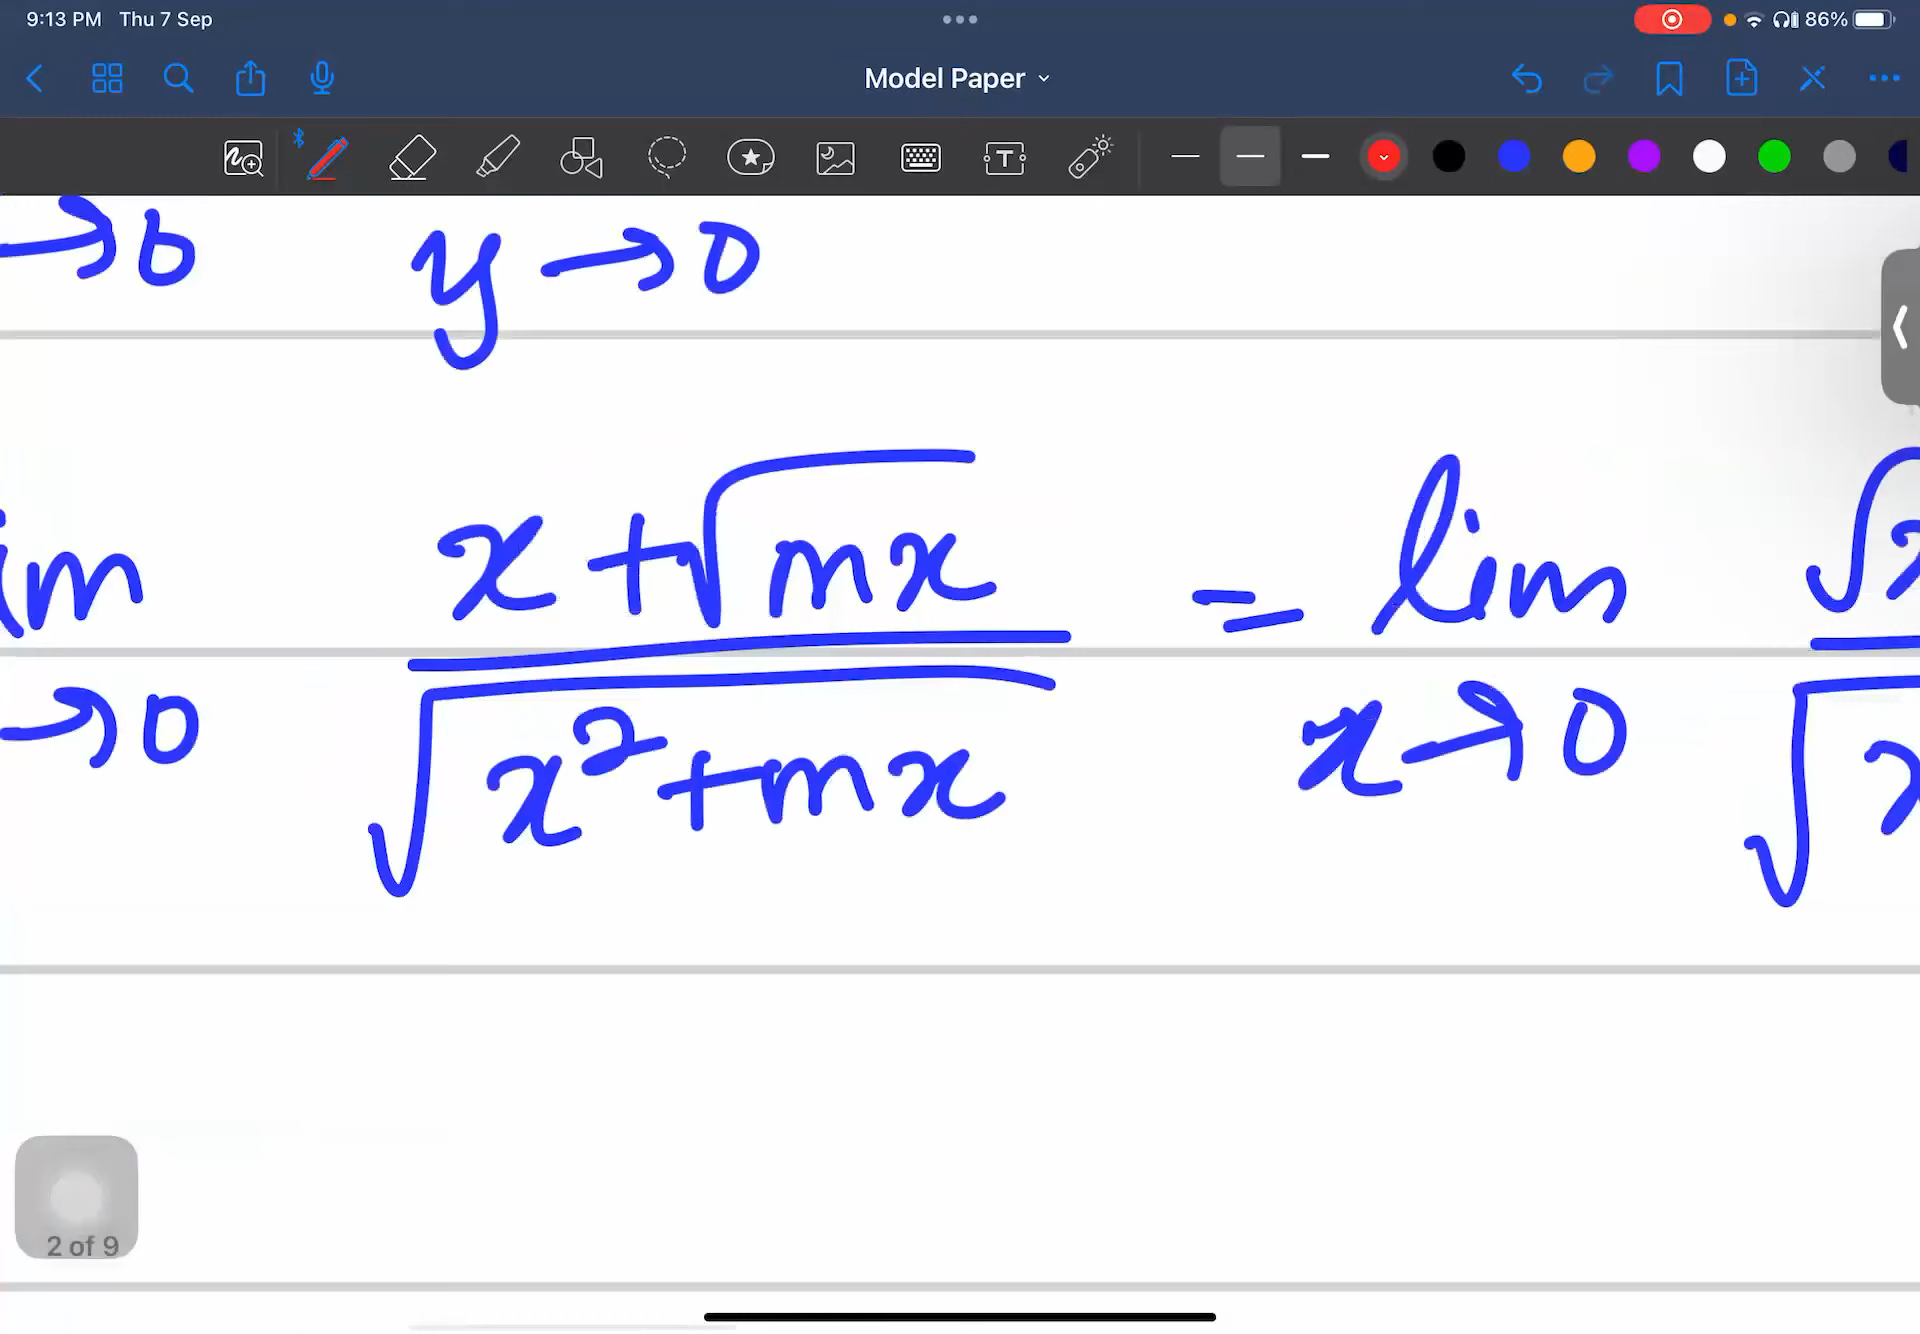 9:13 PM Thu 7 Sep 86%
Model Paper
→0 y→0
im x+√mx = lim √x
→0 √x²+mx x→0 √x
2 of 9